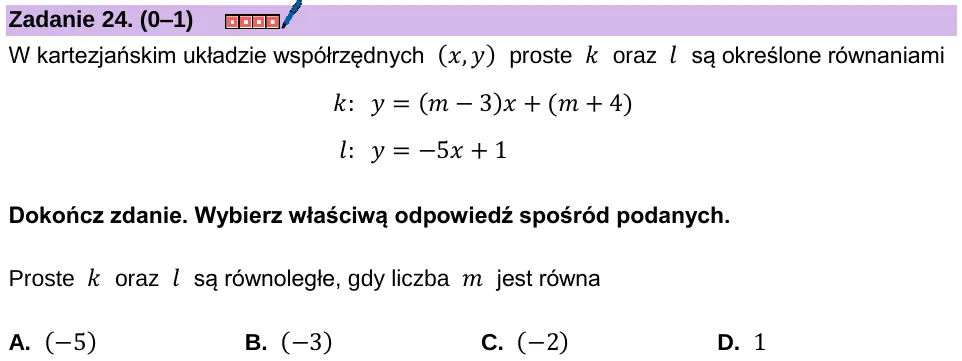 Zadanie 24. (0–1)
W kartezjańskim układzie współrzędnych (x, y) proste k oraz l są określone równaniami
k: y = (m − 3)x + (m + 4)
l: y = −5x + 1
Dokończ zdanie. Wybierz właściwą odpowiedź spośród podanych.
Proste k oraz l są równoległe, gdy liczba m jest równa
A. (−5) B. (−3) C. (−2) D. 1